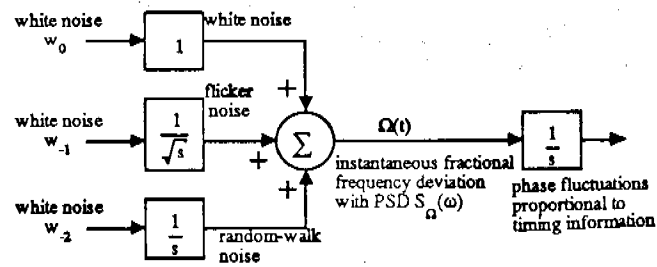 white noise
w0
1
white noise
white noise
w-1
1
√s
flicker
noise
white noise
w-2
1
s
random-walk
noise
+
+
+
Σ
Ω(t)
instantaneous fractional
frequency deviation
with PSD SΩ(ω)
1
s
phase fluctuations
proportional to
timing information